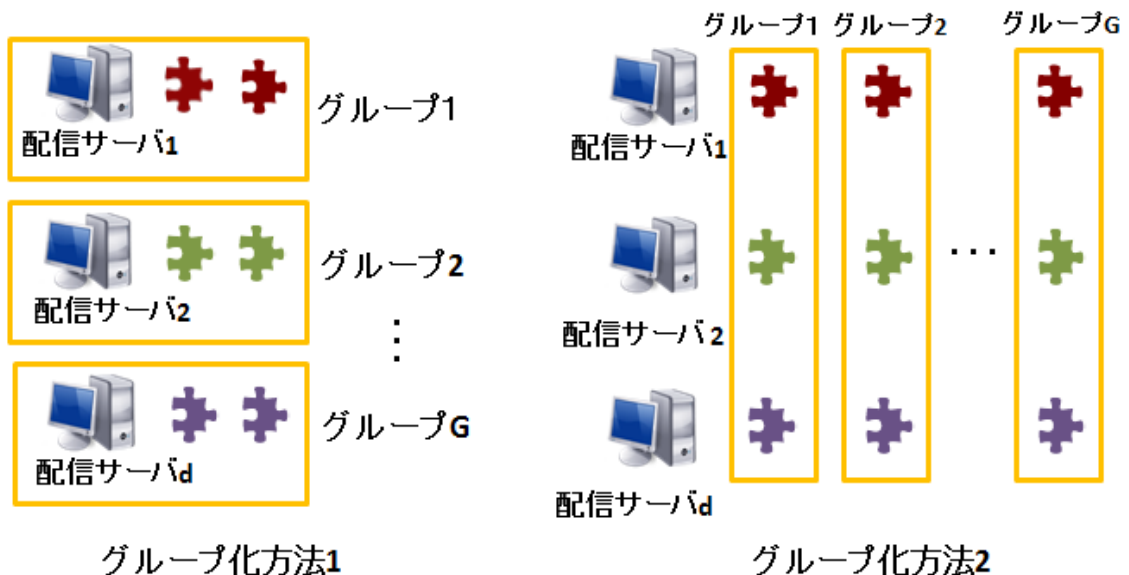 配信サーバ1
グループ1
配信サーバ2
グループ2
⋮
配信サーバd
グループG
グループ化方法1
グループ1 グループ2 グループG
配信サーバ1
配信サーバ2
…
配信サーバd
グループ化方法2